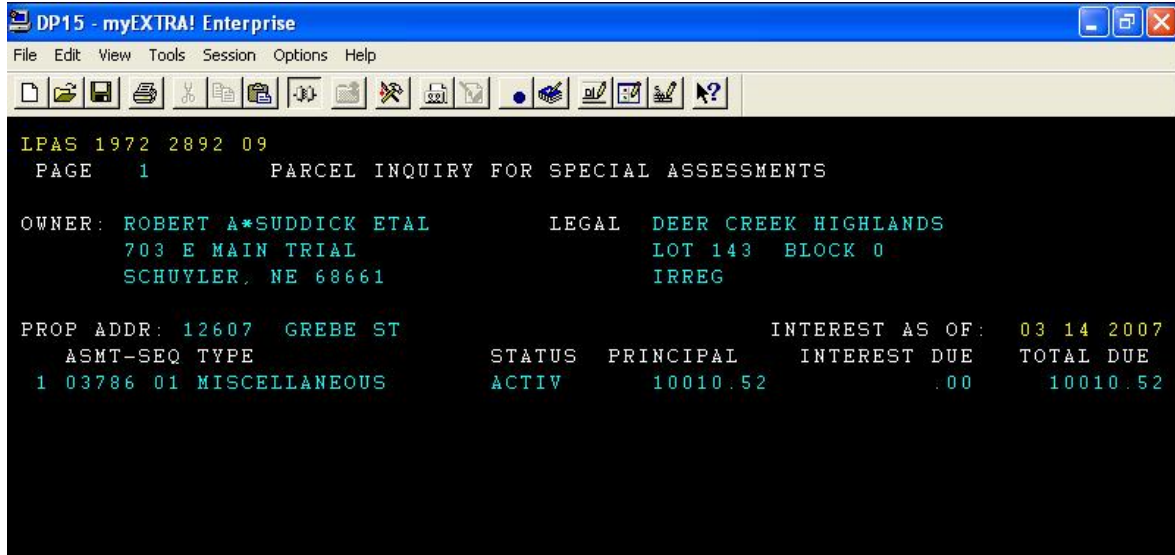 DP15 - myEXTRA! Enterprise
File Edit View Tools Session Options Help
LPAS 1972 2892 09
PAGE 1 PARCEL INQUIRY FOR SPECIAL ASSESSMENTS
OWNER: ROBERT A*SUDDICK ETAL LEGAL DEER CREEK HIGHLANDS
703 E MAIN TRIAL LOT 143 BLOCK 0
SCHUYLER, NE 68661 IRREG
PROP ADDR: 12607 GREBE ST INTEREST AS OF: 03 14 2007
ASMT-SEQ TYPE STATUS PRINCIPAL INTEREST DUE TOTAL DUE
1 03786 01 MISCELLANEOUS ACTIV 10010.52 .00 10010.52